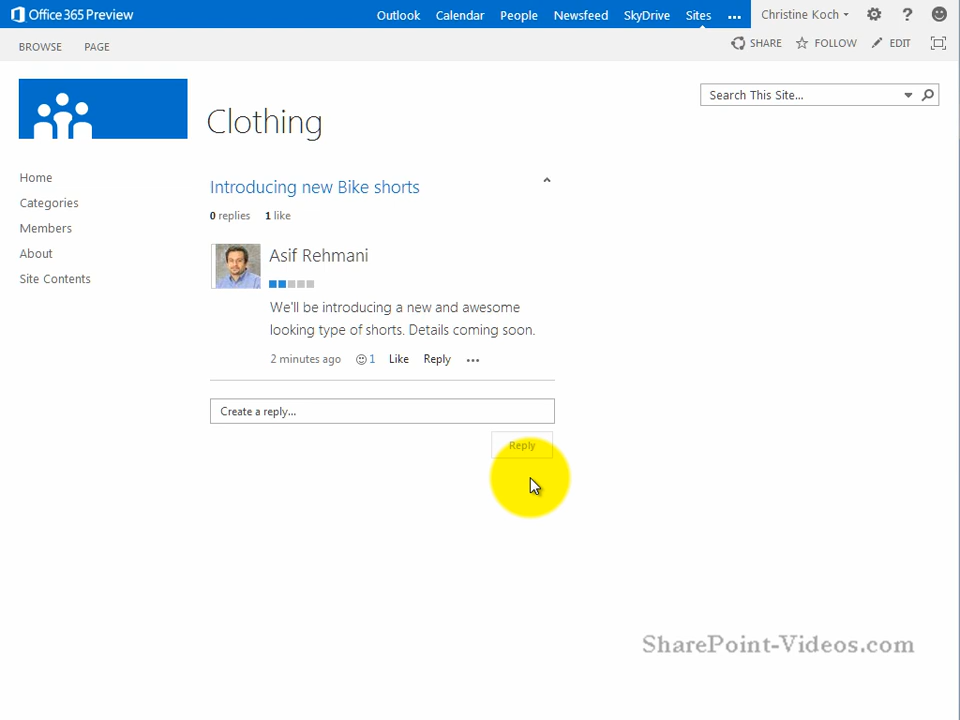 Office 365 Preview
Outlook Calendar People Newsfeed SkyDrive Sites ... Christine Koch ?
BROWSE PAGE
SHARE FOLLOW EDIT
Search This Site...
Clothing
Home
Categories
Members
About
Site Contents
Introducing new Bike shorts
0 replies 1 like
Asif Rehmani
We'll be introducing a new and awesome
looking type of shorts. Details coming soon.
2 minutes ago 1 Like Reply ...
Create a reply...
Reply
SharePoint-Videos.com